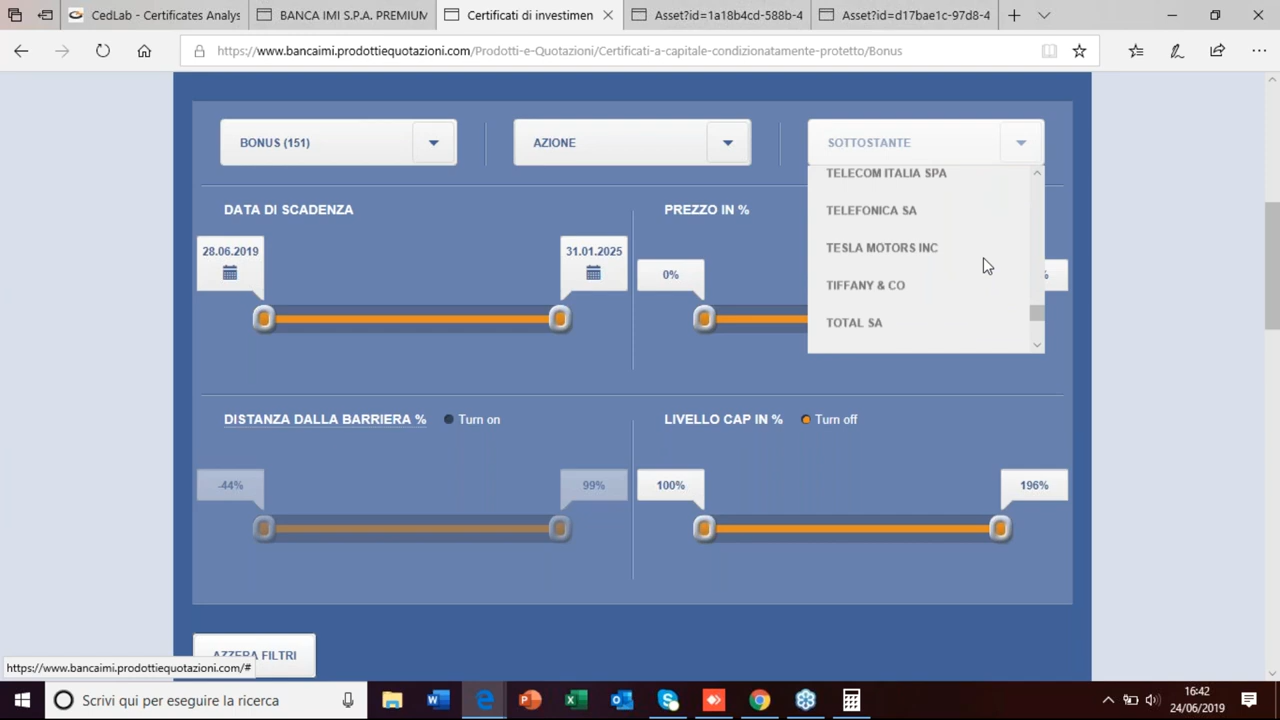 CedLab - Certificates Analys
BANCA IMI S.P.A. PREMIUM
Certificati di investimen
Asset?id=1a18b4cd-588b-4
Asset?id=d17bae1c-97d8-4
https://www.bancaimi.prodottiequotazioni.com/Prodotti-e-Quotazioni/Certificati-a-capitale-condizionatamente-protetto/Bonus
BONUS (151)
AZIONE
SOTTOSTANTE
TELECOM ITALIA SPA
TELEFONICA SA
TESLA MOTORS INC
TIFFANY & CO
TOTAL SA
DATA DI SCADENZA
28.06.2019
31.01.2025
PREZZO IN %
0%
%
DISTANZA DALLA BARRIERA %
Turn on
-44%
99%
LIVELLO CAP IN %
Turn off
100%
196%
AZZERA FILTRI
https://www.bancaimi.prodottiequotazioni.com/#
Scrivi qui per eseguire la ricerca
16:42
24/06/2019